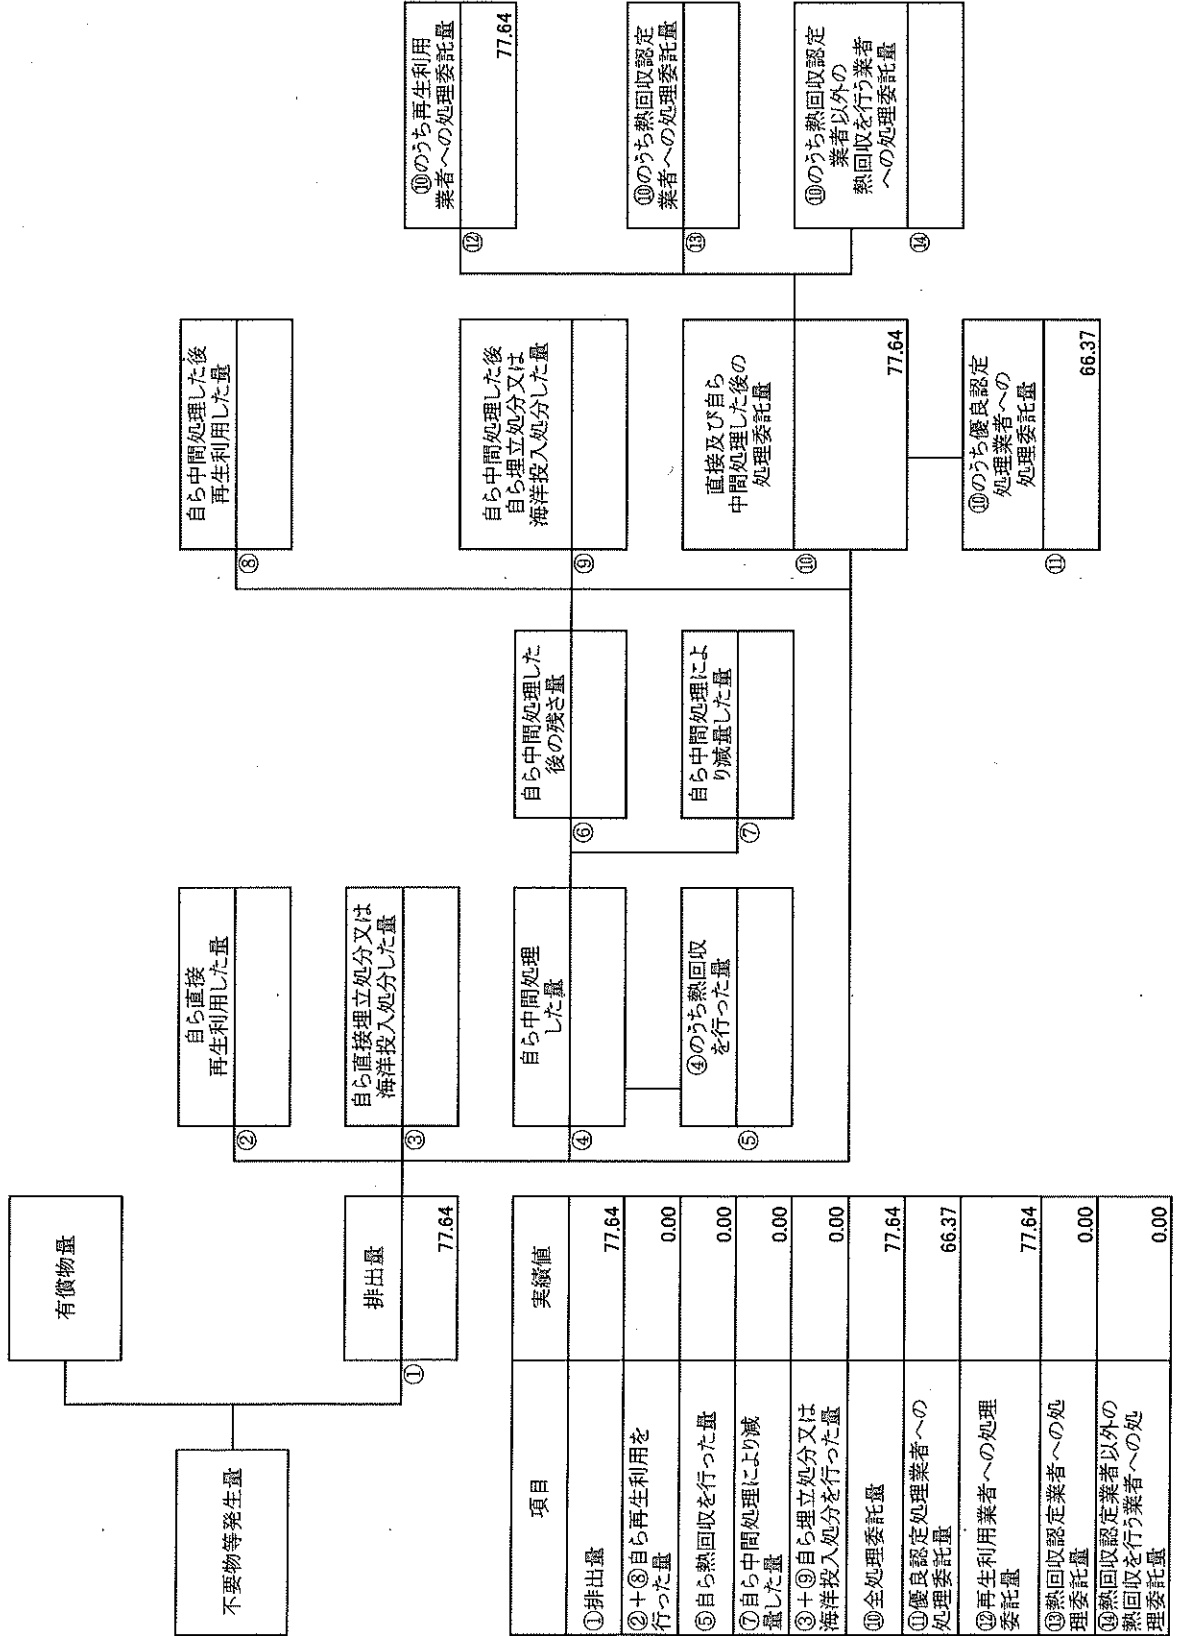 不要物等発生量
有償物量
排出量
①
77.64
自ら直接
再生利用した量
②
自ら直接埋立処分又は
海洋投入処分した量
③
自ら中間処理
した量
④
④のうち熱回収
を行った量
⑤
自ら中間処理した
後の残さ量
⑥
自ら中間処理によ
り減量した量
⑦
自ら中間処理した後
再生利用した量
⑧
自ら中間処理した後
自ら埋立処分又は
海洋投入処分した量
⑨
直接及び自ら
中間処理した後の
処理委託量
⑩
77.64
⑩のうち優良認定
処理業者への
処理委託量
⑪
66.37
⑩のうち再生利用
業者への処理委託量
⑫
77.64
⑩のうち熱回収認定
業者への処理委託量
⑬
⑩のうち熱回収認定
業者以外の
熱回収を行う業者
への処理委託量
⑭
項目 実績値
①排出量 77.64
②+⑧自ら再生利用を
行った量 0.00
⑤自ら熱回収を行った量 0.00
⑦自ら中間処理により減
量した量 0.00
③+⑨自ら埋立処分又は
海洋投入処分を行った量 0.00
⑩全処理委託量 77.64
⑪優良認定処理業者への
処理委託量 66.37
⑫再生利用業者への処理
委託量 77.64
⑬熱回収認定業者への処
理委託量 0.00
⑭熱回収認定業者以外の
熱回収を行う業者への処
理委託量 0.00